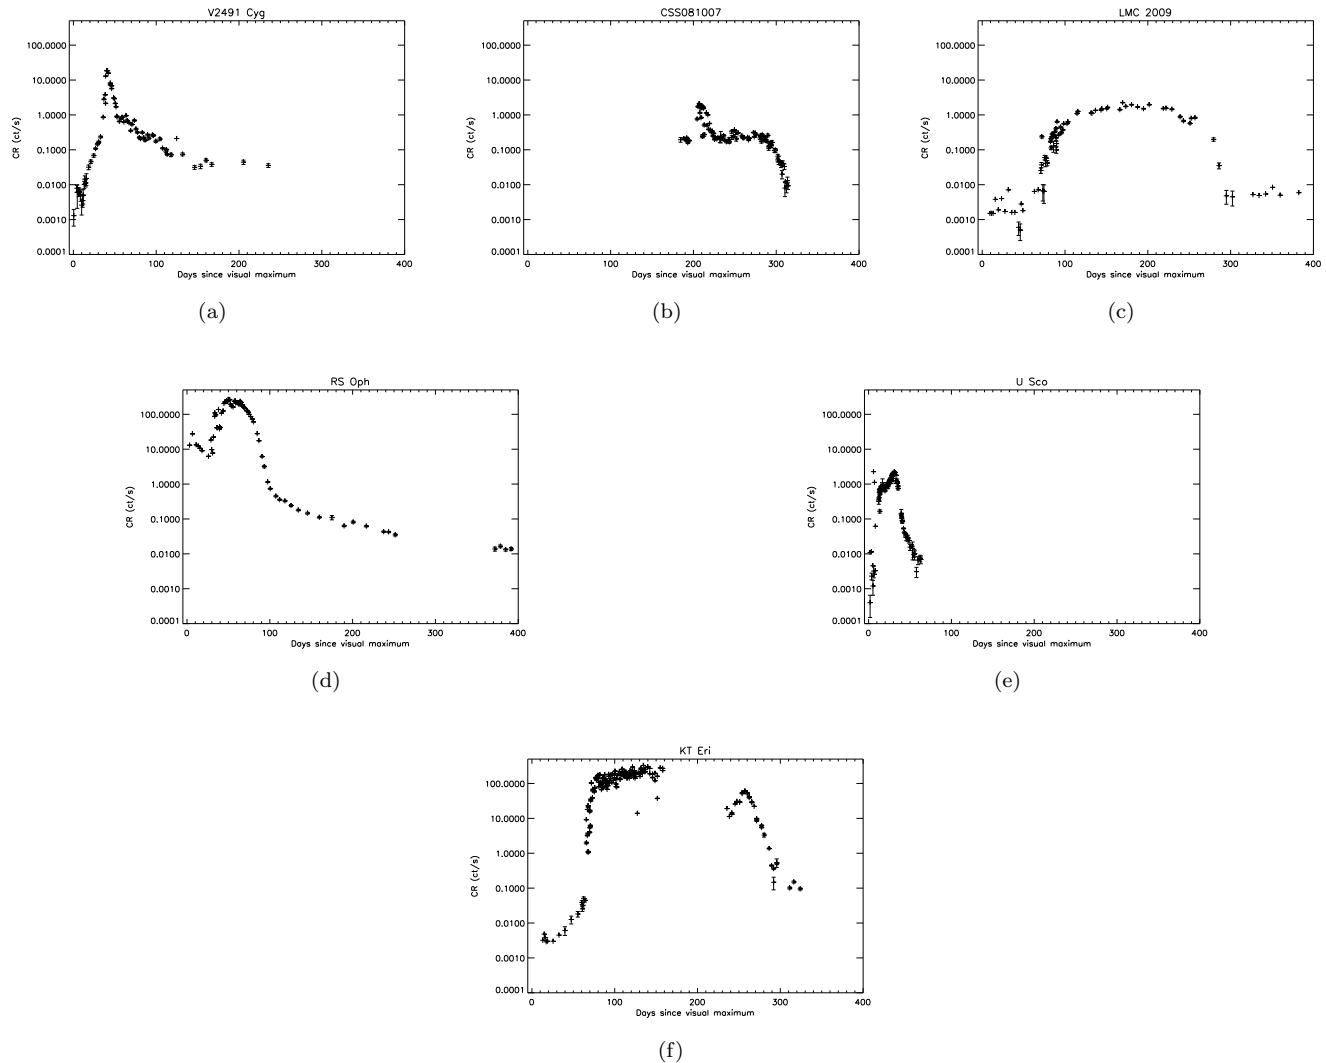 V2491 Cyg
CR (ct/s)
100.0000
10.0000
1.0000
0.1000
0.0100
0.0010
0.0001
0 100 200 300 400
Days since visual maximum
(a)
CSS081007
CR (ct/s)
100.0000
10.0000
1.0000
0.1000
0.0100
0.0010
0.0001
0 100 200 300 400
Days since visual maximum
(b)
LMC 2009
CR (ct/s)
100.0000
10.0000
1.0000
0.1000
0.0100
0.0010
0.0001
0 100 200 300 400
Days since visual maximum
(c)
RS Oph
CR (ct/s)
100.0000
10.0000
1.0000
0.1000
0.0100
0.0010
0.0001
0 100 200 300 400
Days since visual maximum
(d)
U Sco
CR (ct/s)
100.0000
10.0000
1.0000
0.1000
0.0100
0.0010
0.0001
0 100 200 300 400
Days since visual maximum
(e)
KT Eri
CR (ct/s)
100.0000
10.0000
1.0000
0.1000
0.0100
0.0010
0.0001
0 100 200 300 400
Days since visual maximum
(f)